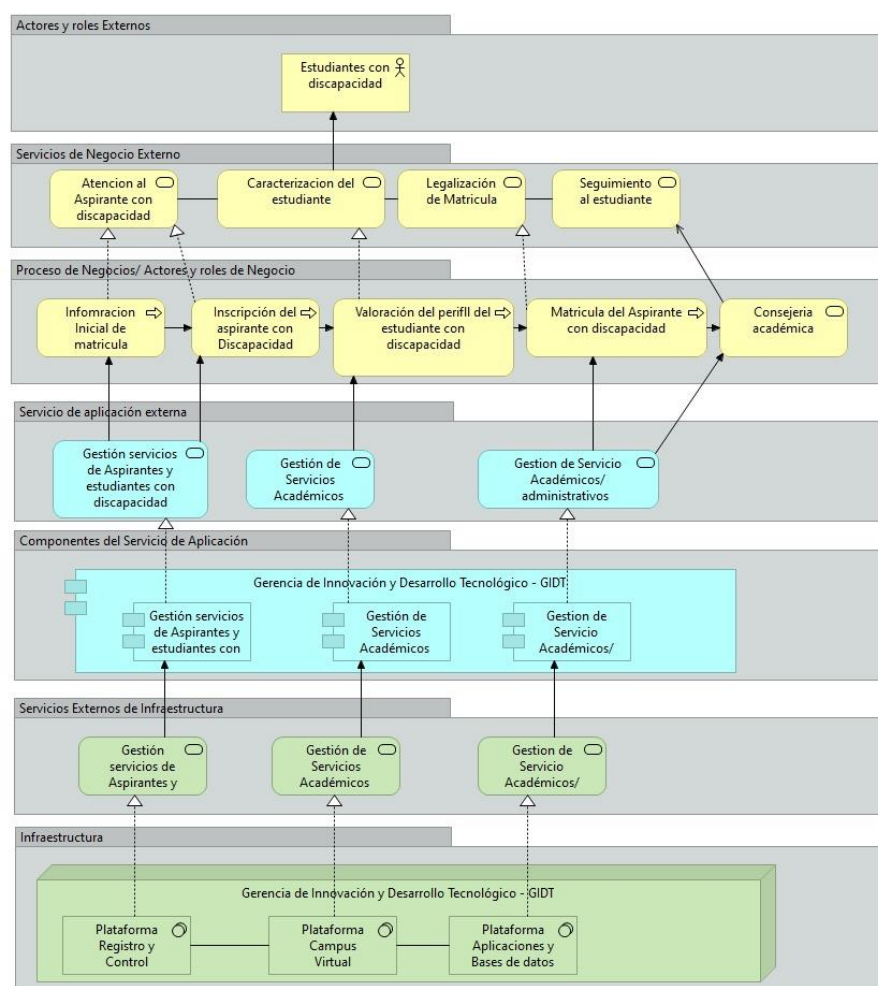 Actores y roles Externos
Estudiantes con
discapacidad
Servicios de Negocio Externo
Atencion al
Aspirante con
discapacidad
Caracterizacion del
estudiante
Legalización
de Matricula
Seguimiento
al estudiante
Proceso de Negocios/ Actores y roles de Negocio
Infomracion
Inicial de
matricula
Inscripción del
aspirante con
Discapacidad
Valoración del perifll del
estudiante con
discapacidad
Matricula del Aspirante
con discapacidad
Consejeria
académica
Servicio de aplicación externa
Gestión servicios
de Aspirantes y
estudiantes con
discapacidad
Gestión de
Servicios
Académicos
Gestion de Servicio
Académicos/
administrativos
Componentes del Servicio de Aplicación
Gerencia de Innovación y Desarrollo Tecnológico - GIDT
Gestión servicios
de Aspirantes y
estudiantes con
Gestión de
Servicios
Académicos
Gestion de
Servicio
Académicos/
Servicios Externos de Infraestructura
Gestión
servicios de
Aspirantes y
Gestión de
Servicios
Académicos
Gestion de
Servicio
Académicos/
Infraestructura
Gerencia de Innovación y Desarrollo Tecnológico - GIDT
Plataforma
Registro y
Control
Plataforma
Campus
Virtual
Plataforma
Aplicaciones y
Bases de datos